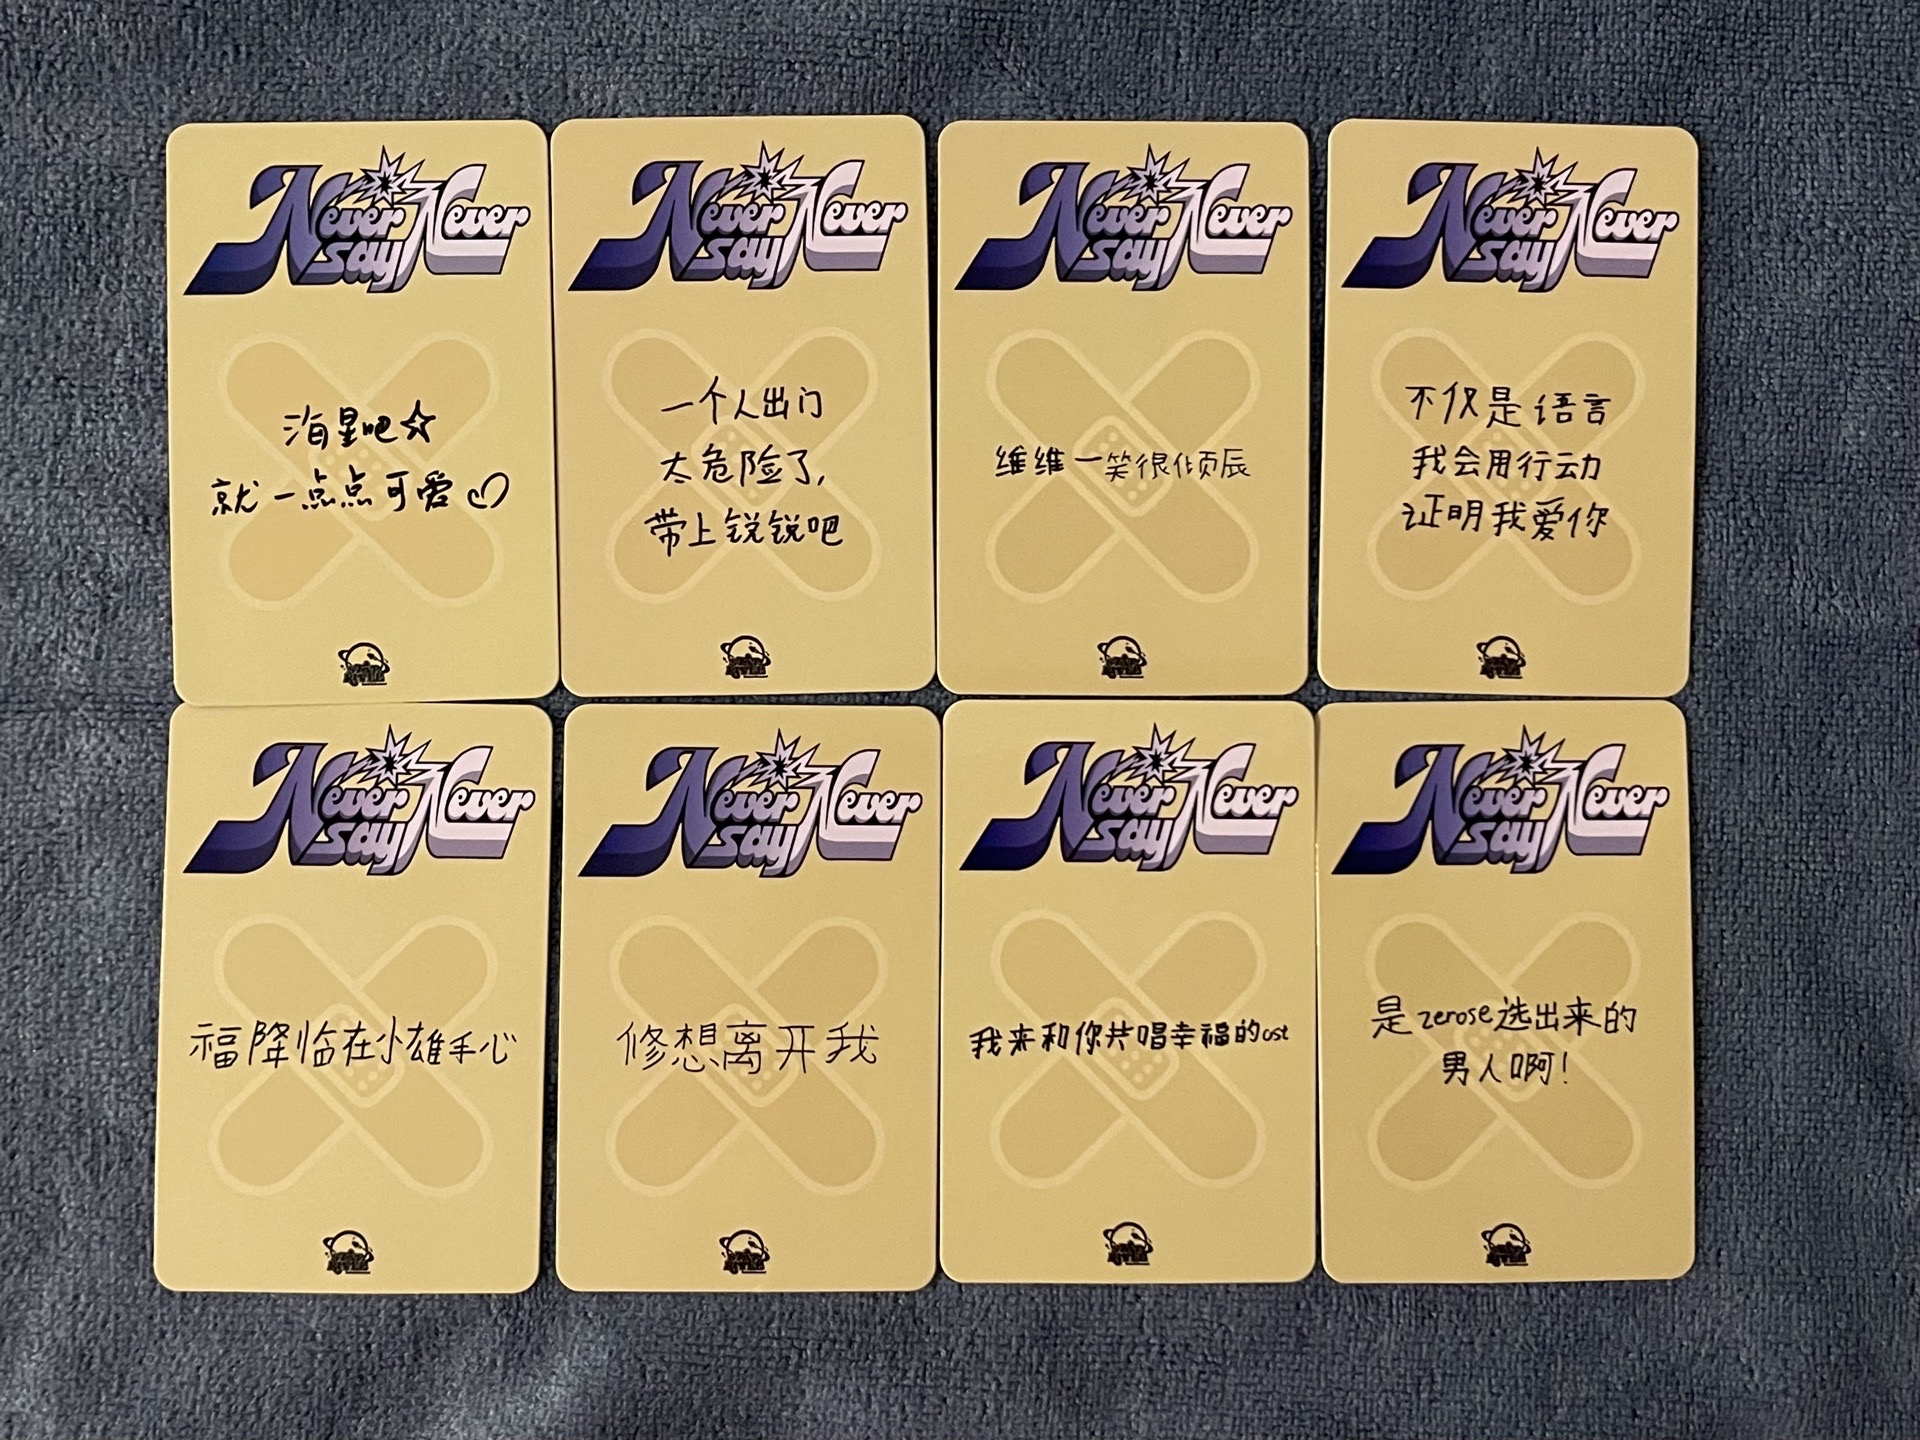 Never say Never
海星吧☆
就一点点可爱♡
Never say Never
一个人出门
太危险了,
带上锐锐吧
Never say Never
维维一笑很倾辰
Never say Never
不仅是语言
我会用行动
证明我爱你
Never say Never
福降临在小雄手心
Never say Never
修想离开我
Never say Never
我来和你共唱幸福的ost
Never say Never
是zerose选出来的
男人啊!